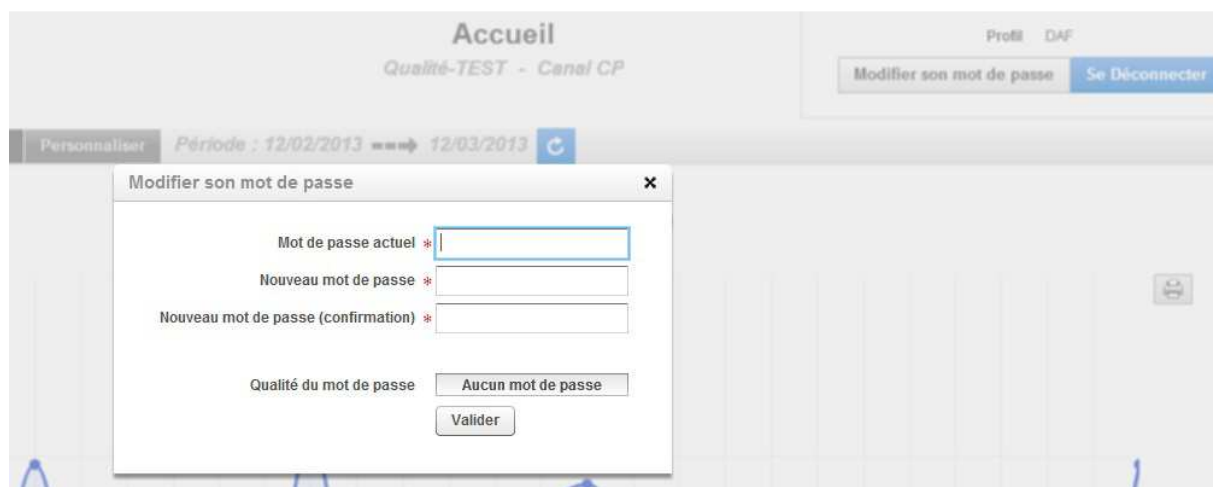 Accueil
Profil DAF
Qualité-TEST - Canal CP
Modifier son mot de passe Se Déconnecter
Personnaliser Période : 12/02/2013 12/03/2013
Modifier son mot de passe
Mot de passe actuel *
Nouveau mot de passe *
Nouveau mot de passe (confirmation) *
Qualité du mot de passe Aucun mot de passe
Valider